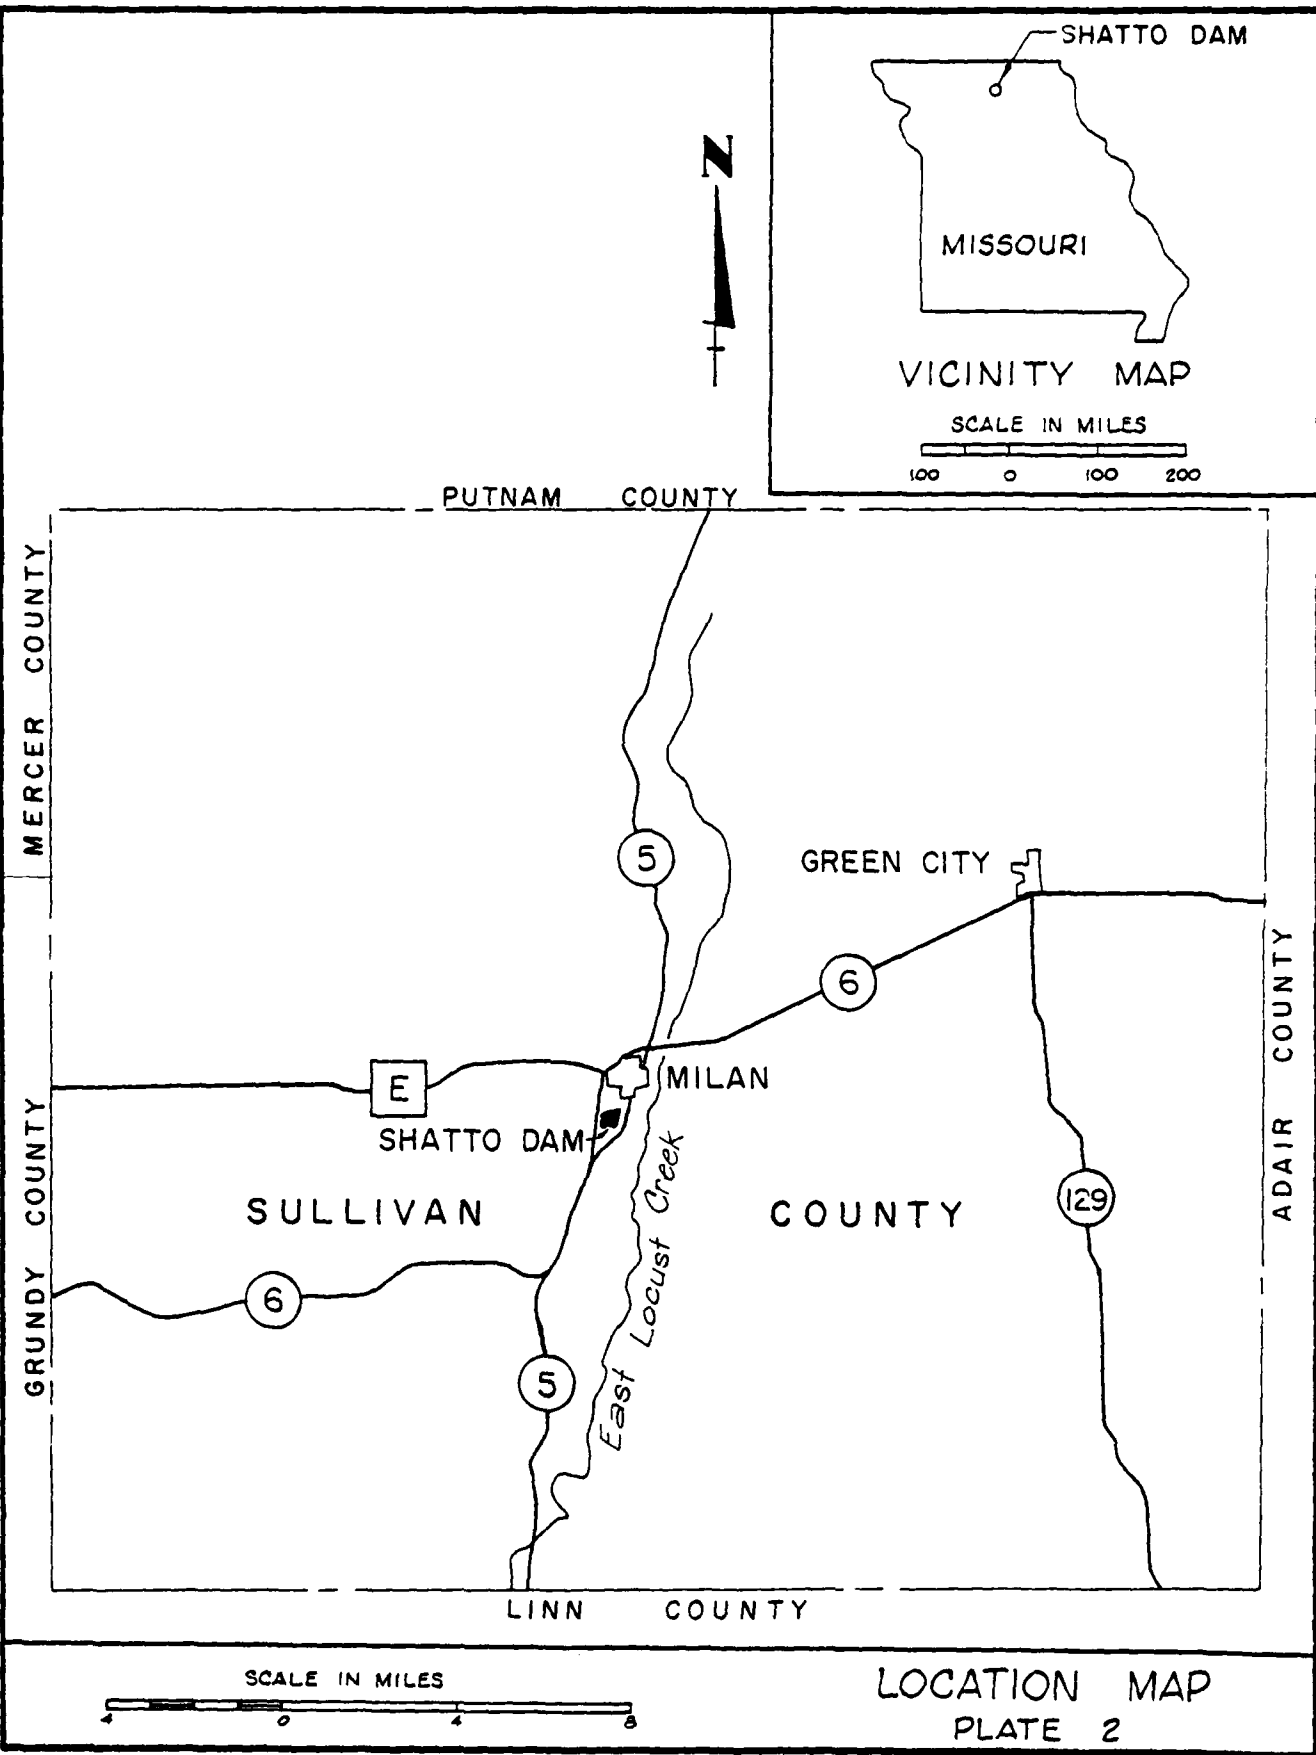 SHATTO DAM
N
MISSOURI
VICINITY MAP
SCALE IN MILES
100 0 100 200
PUTNAM COUNTY
MERCER COUNTY
5
GREEN CITY
6
ADAIR COUNTY
E
MILAN
SHATTO DAM
GRUNDY COUNTY
SULLIVAN COUNTY
129
East Locust Creek
6
5
LINN COUNTY
SCALE IN MILES
4 0 4 8
LOCATION MAP
PLATE 2